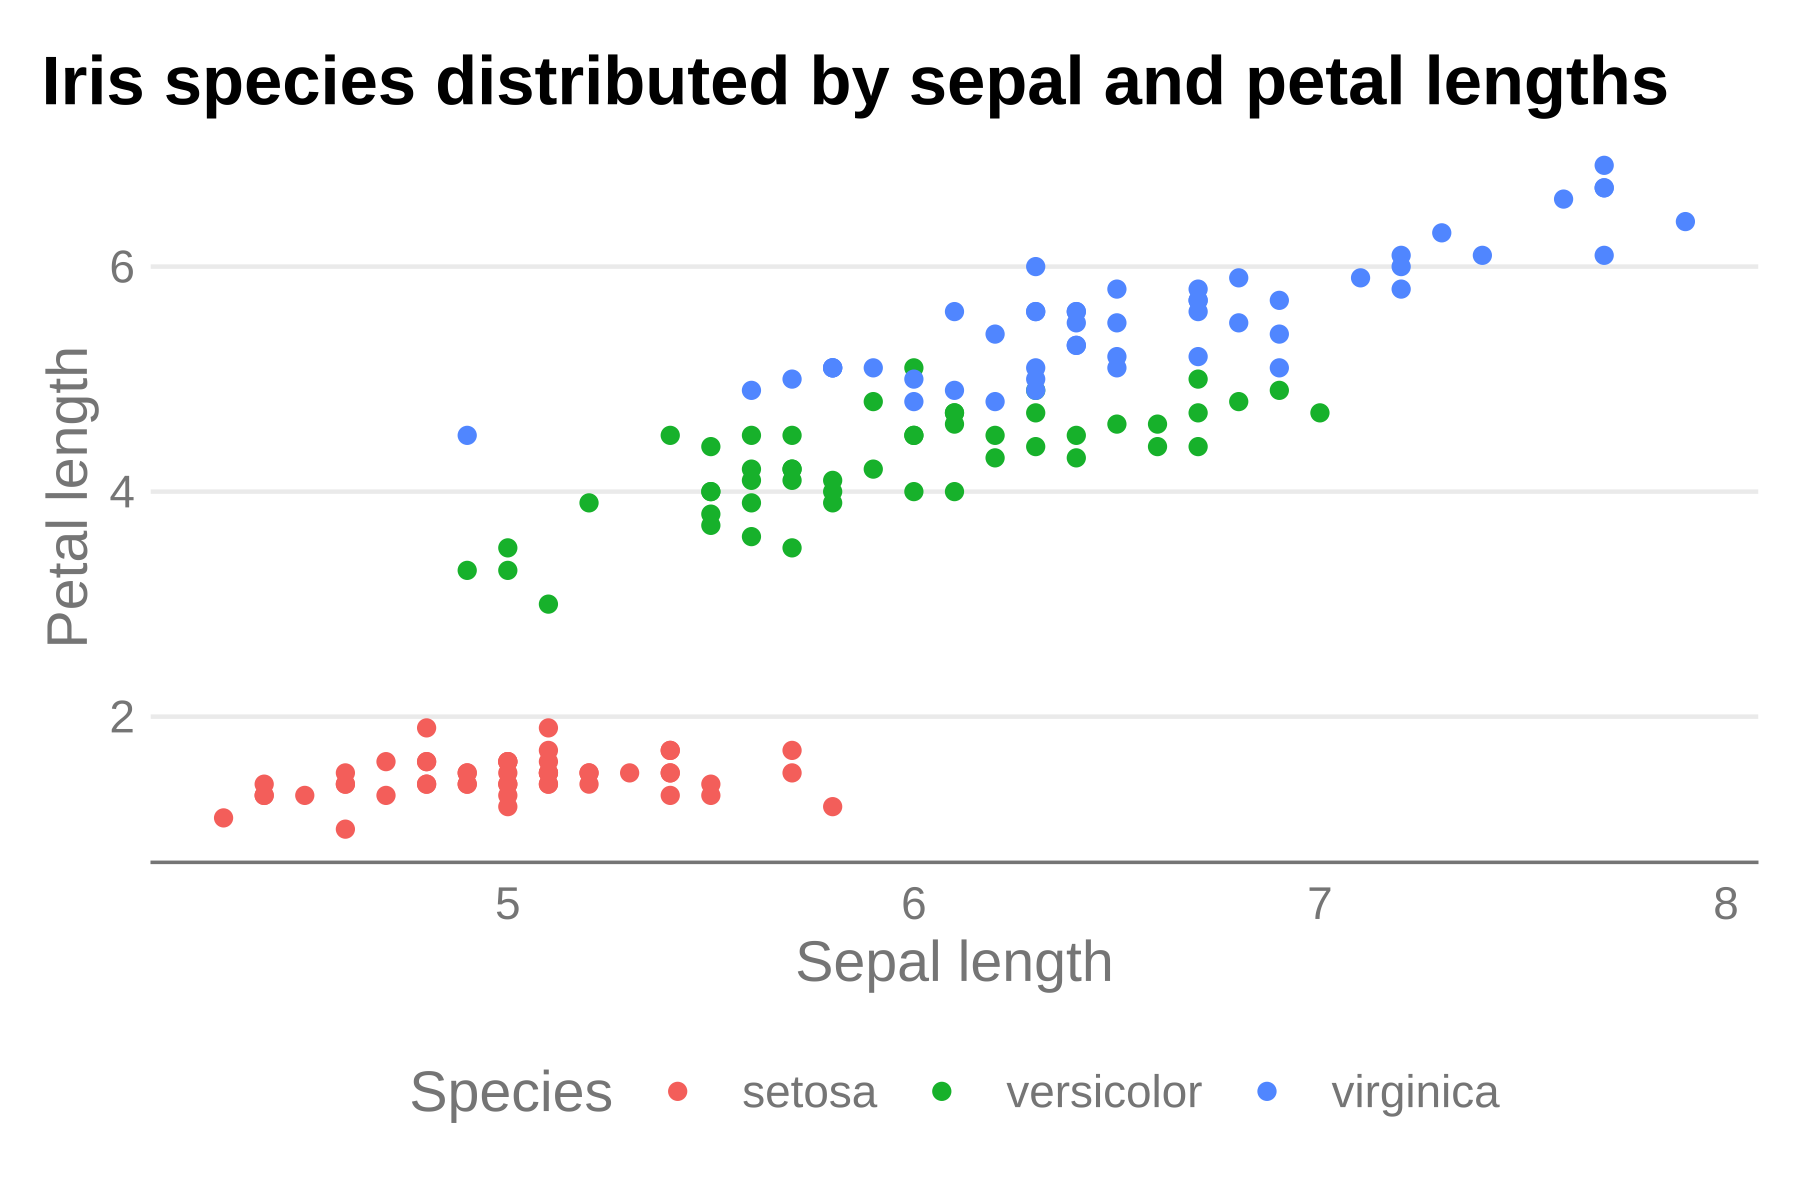 Iris species distributed by sepal and petal lengths
Petal length
6
4
2
5 6 7 8
Sepal length
Species setosa versicolor virginica